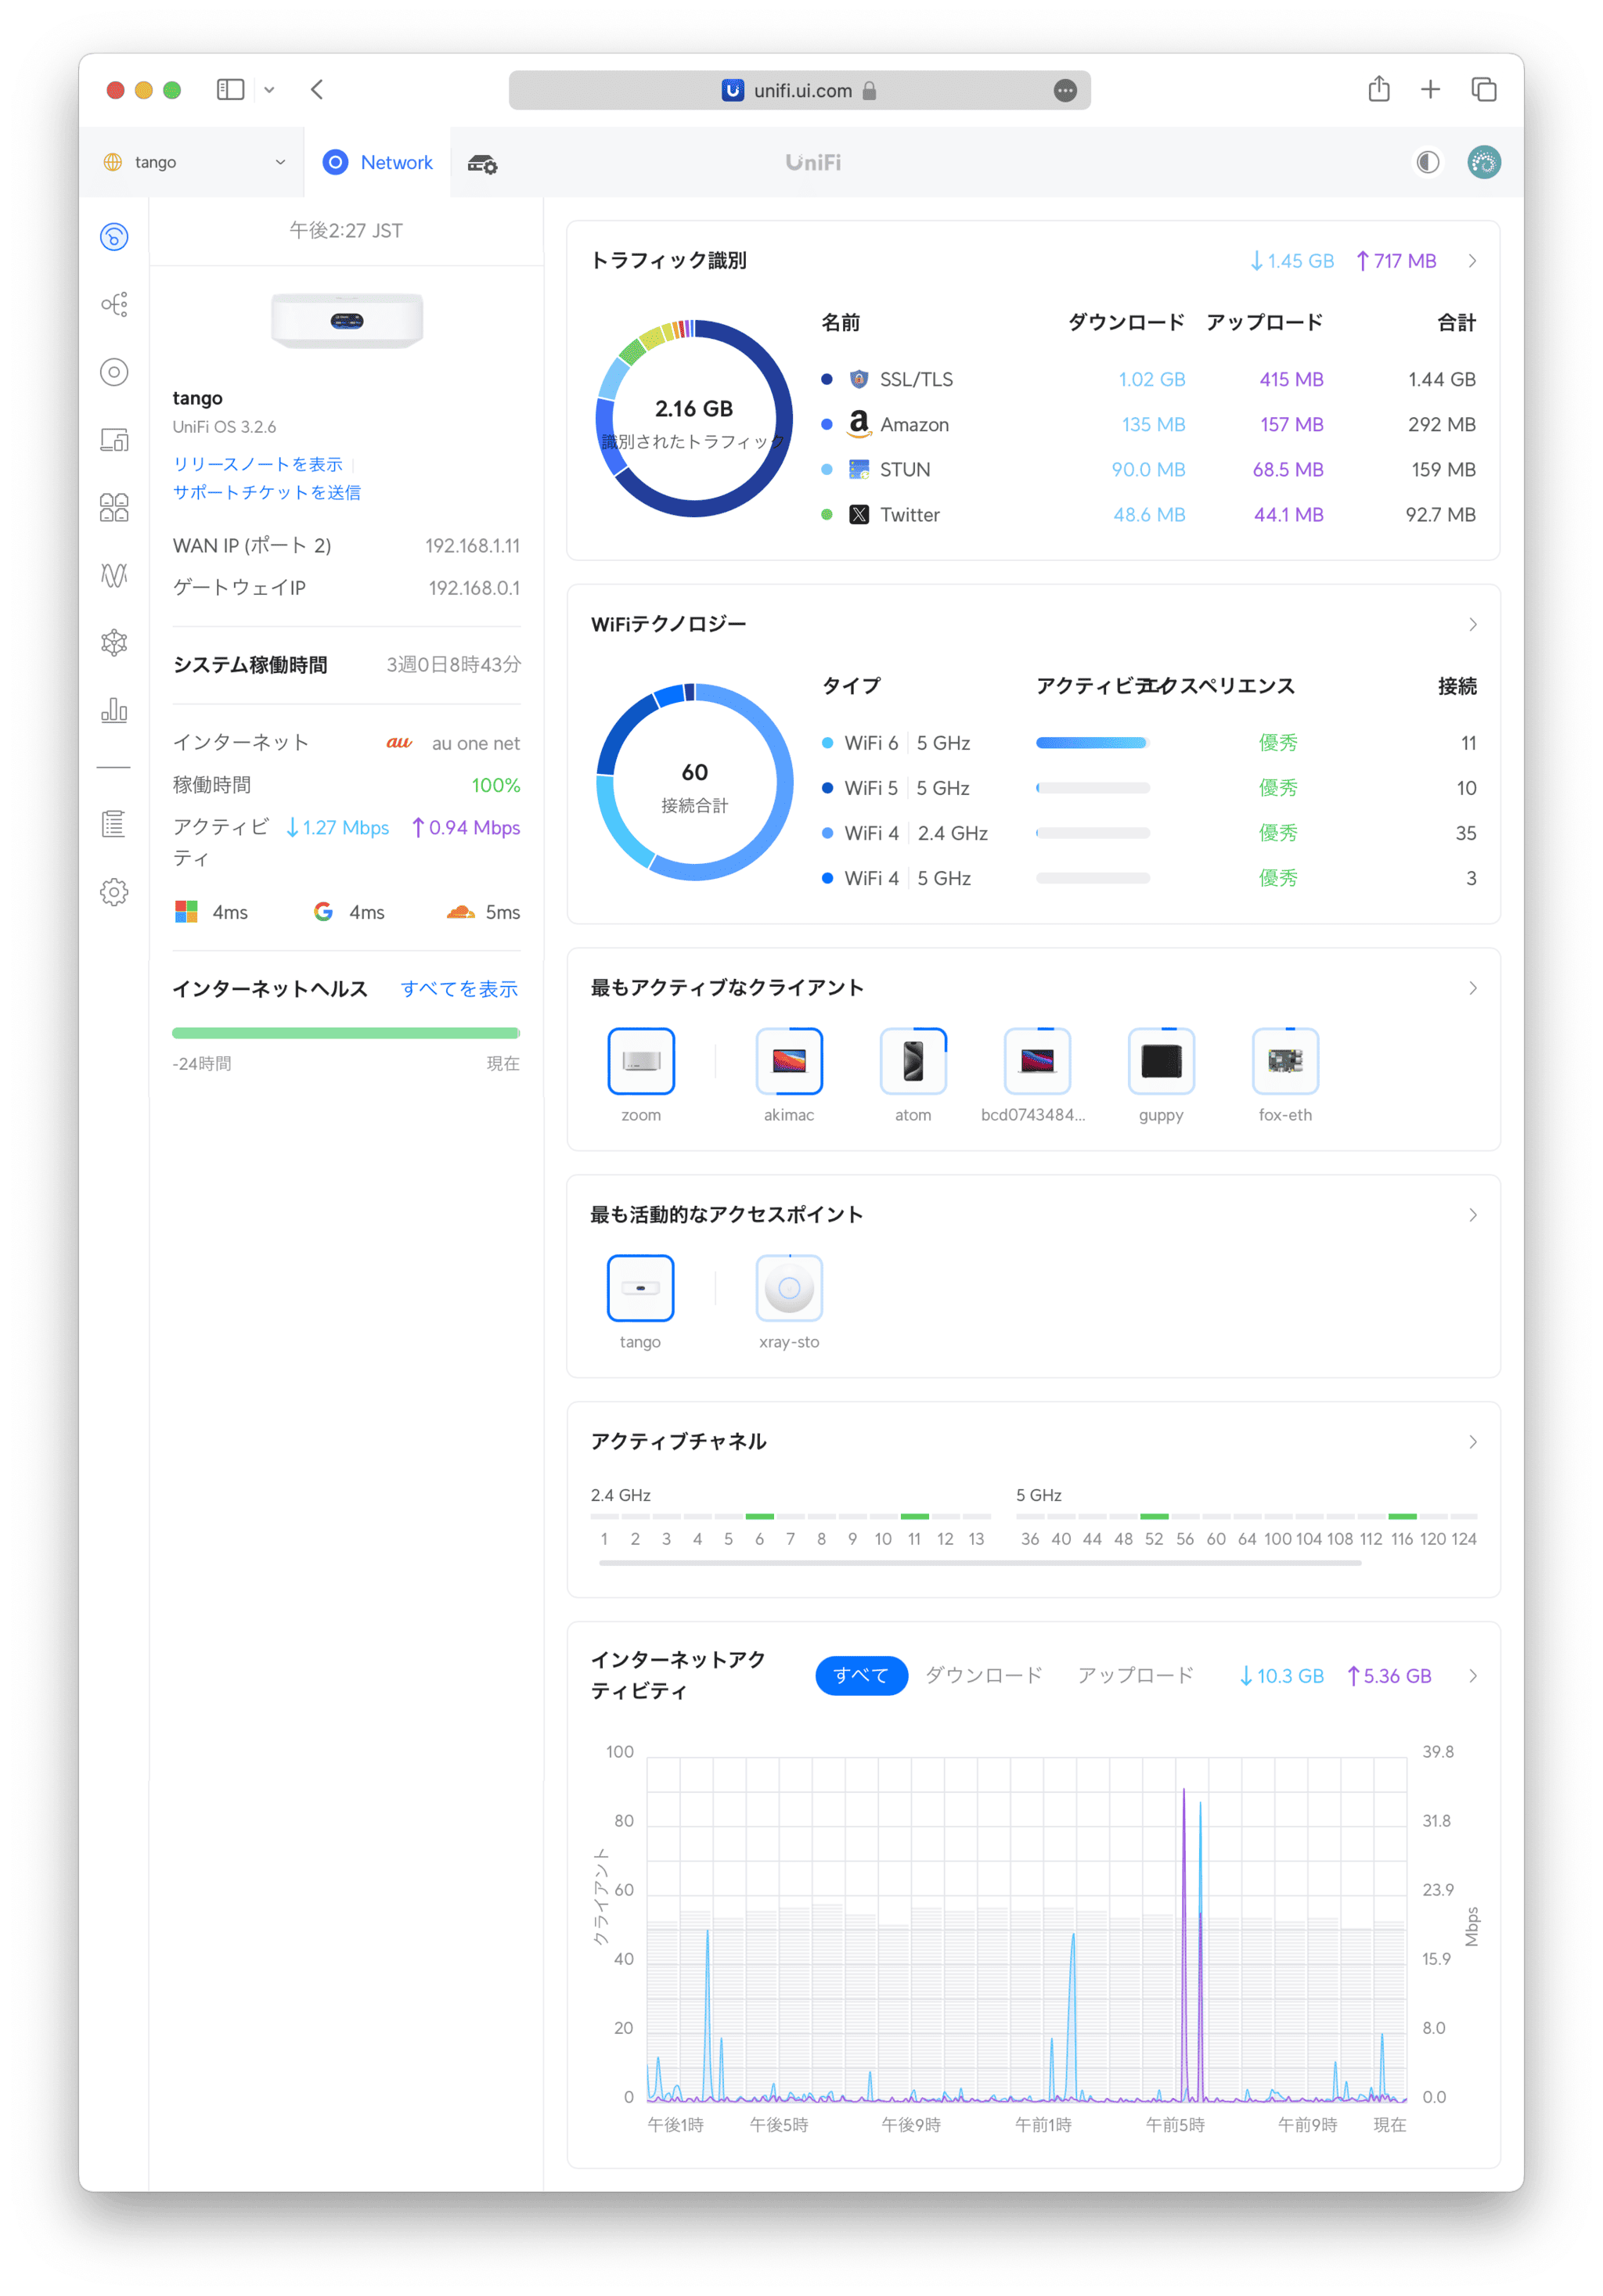 unifi.ui.com
tango
Network
UniFi
午後2:27 JST
tango
UniFi OS 3.2.6
リリースノートを表示
サポートチケットを送信
WAN IP (ポート 2) 192.168.1.11
ゲートウェイIP 192.168.0.1
システム稼働時間 3週0日8時43分
インターネット au au one net
稼働時間 100%
アクティビ ↓1.27 Mbps ↑0.94 Mbps
ティ
4ms G 4ms 5ms
インターネットヘルス すべてを表示
-24時間 現在
トラフィック識別 ↓1.45 GB ↑717 MB
2.16 GB
識別されたトラフィック
名前 ダウンロード アップロード 合計
SSL/TLS 1.02 GB 415 MB 1.44 GB
Amazon 135 MB 157 MB 292 MB
STUN 90.0 MB 68.5 MB 159 MB
Twitter 48.6 MB 44.1 MB 92.7 MB
WiFiテクノロジー
60
接続合計
タイプ アクティビティ エクスペリエンス 接続
WiFi 6 5 GHz 優秀 11
WiFi 5 5 GHz 優秀 10
WiFi 4 2.4 GHz 優秀 35
WiFi 4 5 GHz 優秀 3
最もアクティブなクライアント
zoom akimac atom bcd0743484... guppy fox-eth
最も活動的なアクセスポイント
tango xray-sto
アクティブチャネル
2.4 GHz
1 2 3 4 5 6 7 8 9 10 11 12 13
5 GHz
36 40 44 48 52 56 60 64 100 104 108 112 116 120 124
インターネットアク
ティビティ
すべて ダウンロード アップロード ↓10.3 GB ↑5.36 GB
クライアント
100
80
60
40
20
0
39.8
31.8
23.9
15.9
8.0
0.0
Mbps
午後1時 午後5時 午後9時 午前1時 午前5時 午前9時 現在